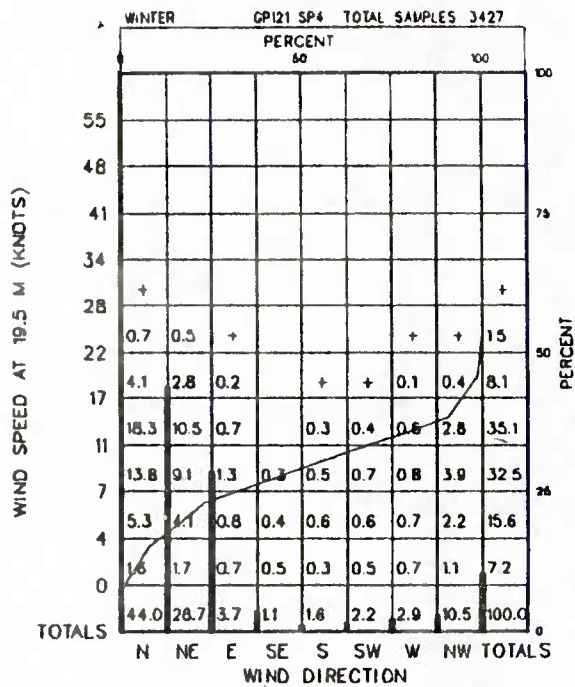 WINTER GP121 SP4 TOTAL SAMPLES 3427
PERCENT
0 50 100
100
55
48
41 75
34
+ +
28
0.7 0.5 + + + 1.5
22 50
4.1 2.8 0.2 + + 0.1 0.4 8.1
17
18.3 10.5 0.7 0.3 0.4 0.6 2.8 35.1
11
13.8 9.1 1.3 0.3 0.5 0.7 0.8 3.9 32.5
7 25
5.3 4.1 0.8 0.4 0.6 0.6 0.7 2.2 15.6
4
1.6 1.7 0.7 0.5 0.3 0.5 0.7 1.1 7.2
0
44.0 28.7 3.7 1.1 1.6 2.2 2.9 10.5 100.0
TOTALS 0
N NE E SE S SW W NW TOTALS
WIND DIRECTION
WIND SPEED AT 19.5 M (KNOTS)
PERCENT